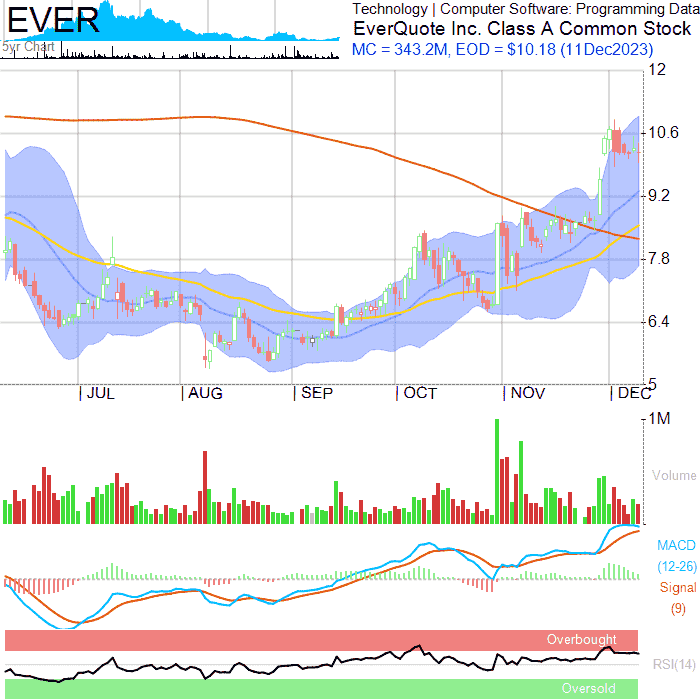 EVER
5yr Chart
Technology | Computer Software: Programming Data
EverQuote Inc. Class A Common Stock
MC = 343.2M, EOD = $10.18 (11Dec2023)
12
10.6
9.2
7.8
6.4
5
JUL AUG SEP OCT NOV DEC
1M
Volume
MACD
(12-26)
Signal
(9)
Overbought
RSI(14)
Oversold